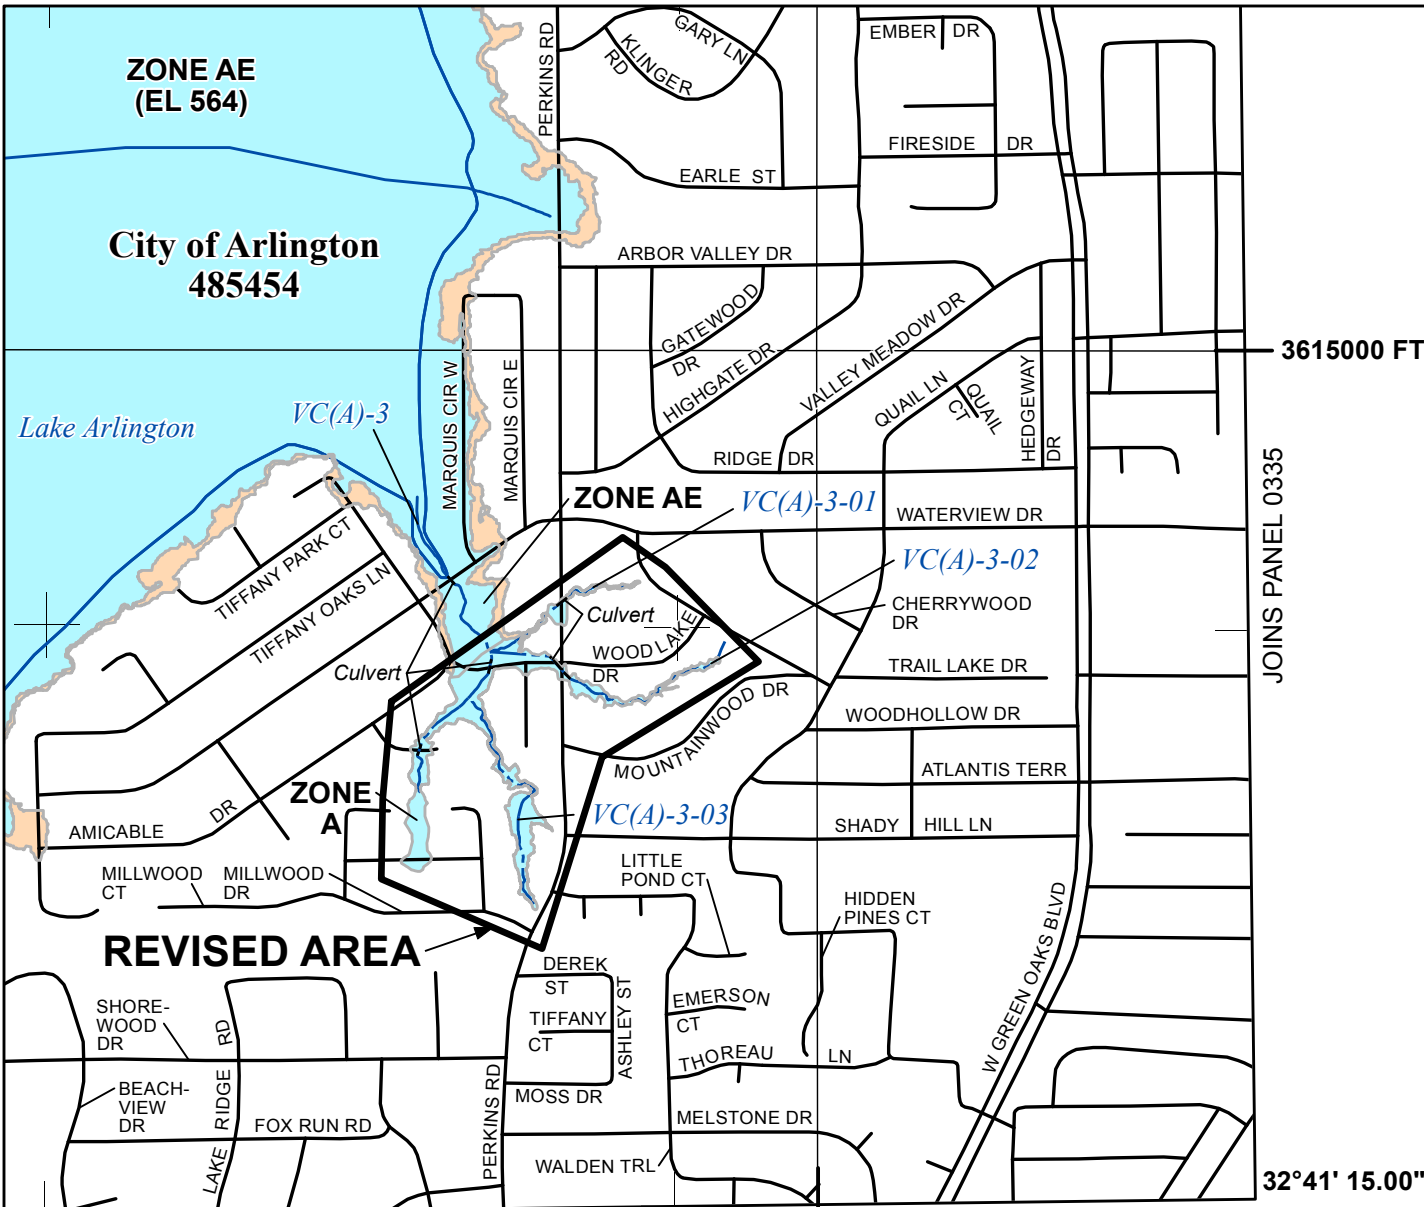 ZONE AE
(EL 564)
City of Arlington
485454
Lake Arlington
VC(A)-3
PERKINS RD
GARY LN
KLINGER
RD
EMBER DR
FIRESIDE DR
EARLE ST
ARBOR VALLEY DR
GATEWOOD
DR
HIGHGATE DR
VALLEY MEADOW DR
QUAIL LN
QUAIL
CT
HEDGEWAY
DR
3615000 FT
MARQUIS CIR W
MARQUIS CIR E
RIDGE DR
ZONE AE
VC(A)-3-01
WATERVIEW DR
VC(A)-3-02
JOINS PANEL 0335
TIFFANY PARK CT
TIFFANY OAKS LN
Culvert
Culvert
WOODLAKE
DR
CHERRYWOOD
DR
TRAIL LAKE DR
MOUNTAINWOOD DR
WOODHOLLOW DR
ATLANTIS TERR
ZONE
A
VC(A)-3-03
AMICABLE DR
SHADY HILL LN
MILLWOOD
CT
MILLWOOD
DR
LITTLE
POND CT
HIDDEN
PINES CT
REVISED AREA
DEREK
ST
TIFFANY
CT
ASHLEY ST
EMERSON
CT
THOREAU LN
W GREEN OAKS BLVD
SHORE-
WOOD
DR
LAKE RIDGE RD
BEACH-
VIEW
DR
FOX RUN RD
PERKINS RD
MOSS DR
MELSTONE DR
WALDEN TRL
32°41' 15.00"